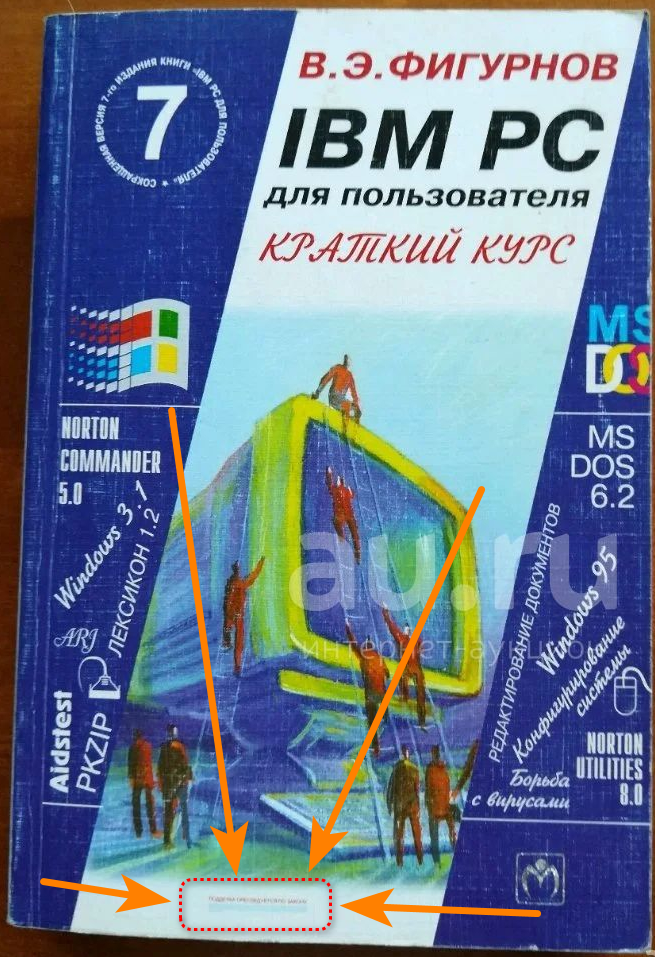 В.Э.ФИГУРНОВ
СОКРАЩЕННАЯ ВЕРСИЯ 7-го ИЗДАНИЯ КНИГИ «IBM PC ДЛЯ ПОЛЬЗОВАТЕЛЯ» ★
7
IBM PC
для пользователя
КРАТКИЙ КУРС
MS
DOS
NORTON
COMMANDER
5.0
Windows 3.1
ЛЕКСИКОН 1.2
ARJ
Aidstest
PKZIP
MS
DOS
6.2
РЕДАКТИРОВАНИЕ ДОКУМЕНТОВ
Windows 95
Конфигурирование
системы
Борьба
с вирусами
NORTON
UTILITIES
8.0
au.ru
интернет-аукцион